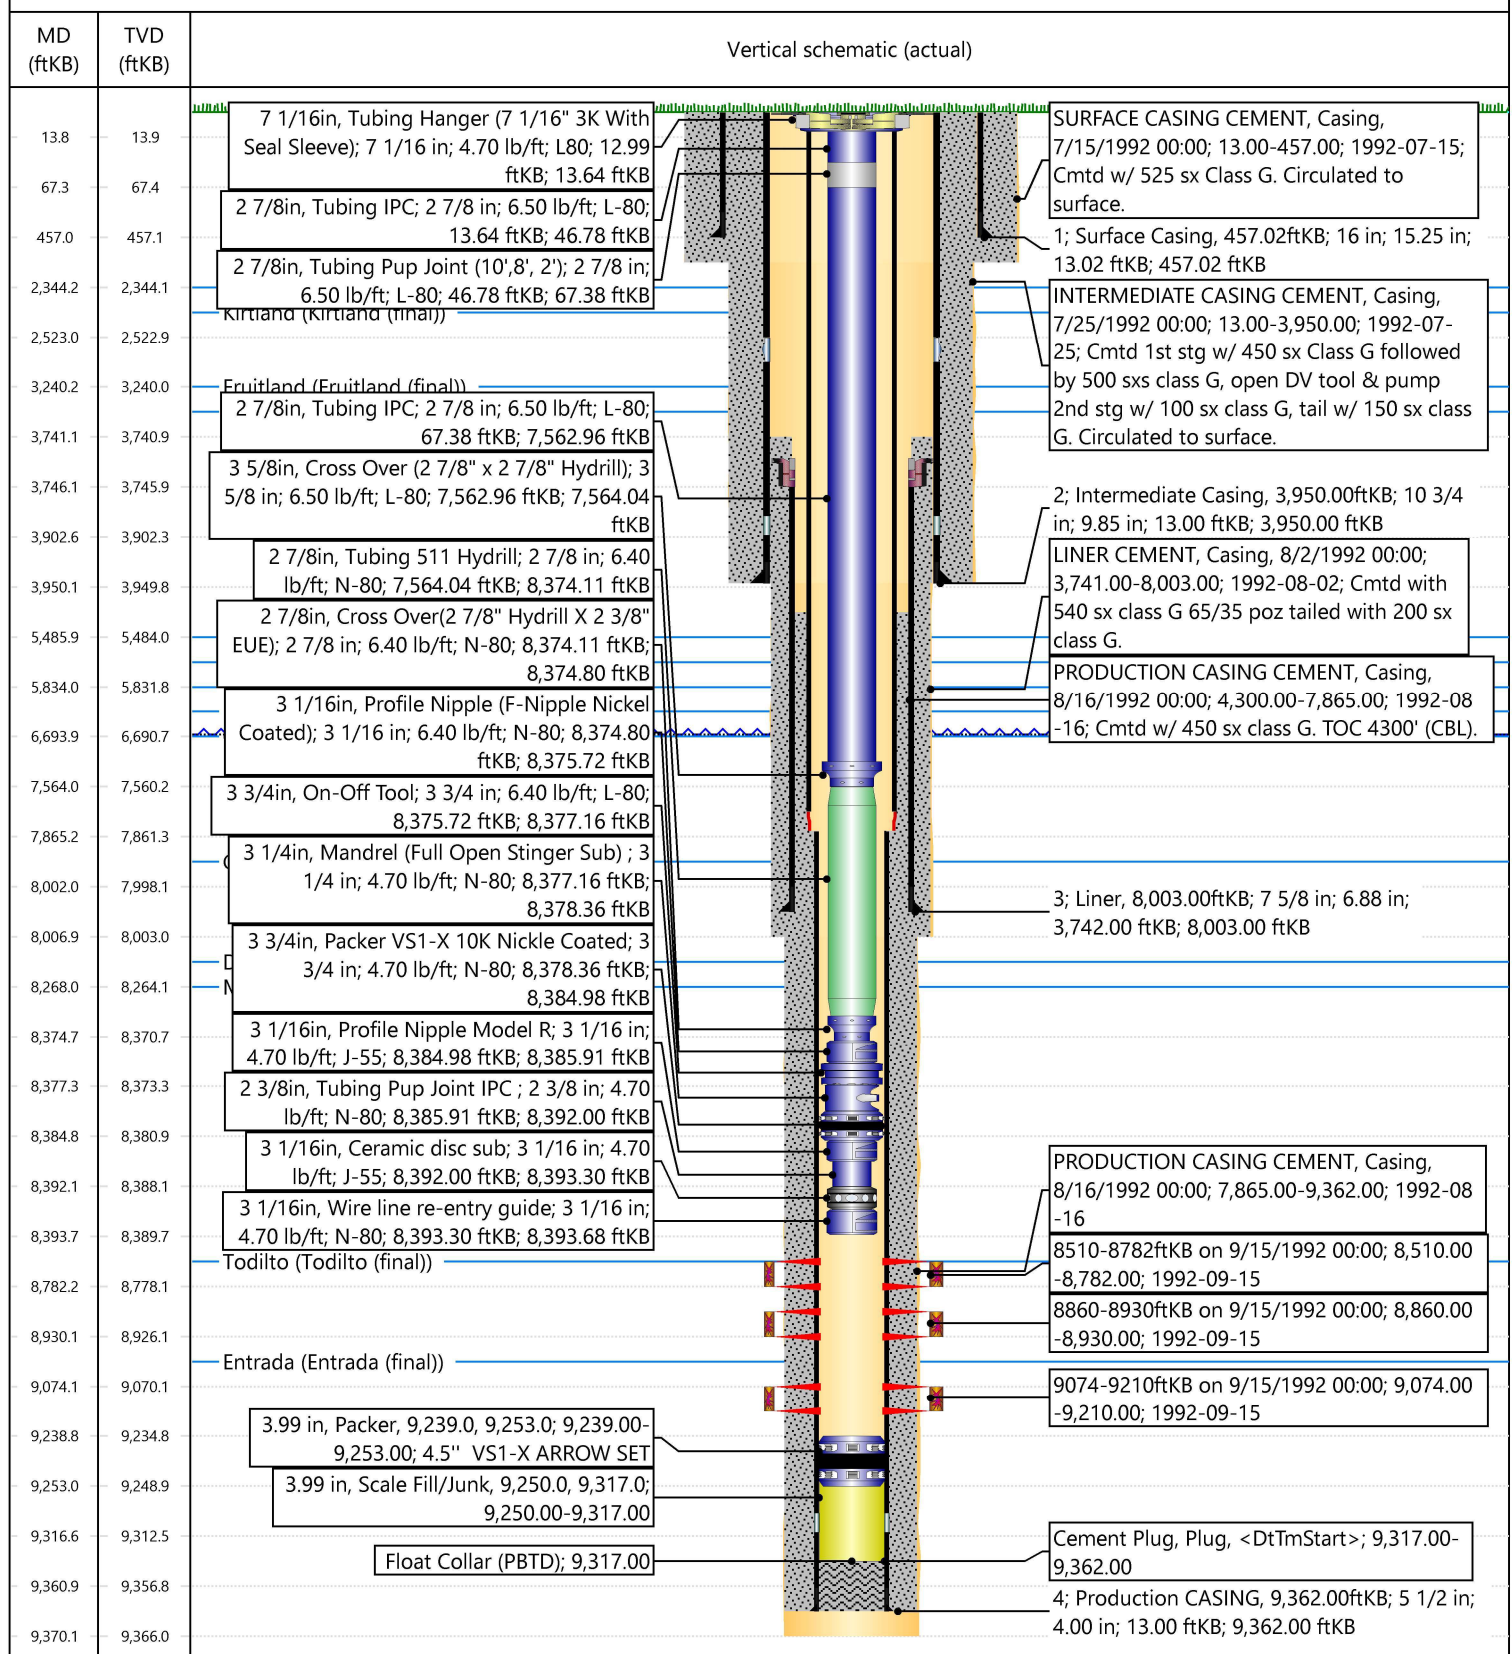 MD
(ftKB)
TVD
(ftKB)
Vertical schematic (actual)
13.8 13.9
67.3 67.4
457.0 457.1
2,344.2 2,344.1
2,523.0 2,522.9
3,240.2 3,240.0
3,741.1 3,740.9
3,746.1 3,745.9
3,902.6 3,902.3
3,950.1 3,949.8
5,485.9 5,484.0
5,834.0 5,831.8
6,693.9 6,690.7
7,564.0 7,560.2
7,865.2 7,861.3
8,002.0 7,998.1
8,006.9 8,003.0
8,268.0 8,264.1
8,374.7 8,370.7
8,377.3 8,373.3
8,384.8 8,380.9
8,392.1 8,388.1
8,393.7 8,389.7
8,782.2 8,778.1
8,930.1 8,926.1
9,074.1 9,070.1
9,238.8 9,234.8
9,253.0 9,248.9
9,316.6 9,312.5
9,360.9 9,356.8
9,370.1 9,366.0
7 1/16in, Tubing Hanger (7 1/16" 3K With
Seal Sleeve); 7 1/16 in; 4.70 lb/ft; L80; 12.99
ftKB; 13.64 ftKB
2 7/8in, Tubing IPC; 2 7/8 in; 6.50 lb/ft; L-80;
13.64 ftKB; 46.78 ftKB
2 7/8in, Tubing Pup Joint (10',8', 2'); 2 7/8 in;
6.50 lb/ft; L-80; 46.78 ftKB; 67.38 ftKB
Kirtland (Kirtland (final))
Fruitland (Fruitland (final))
2 7/8in, Tubing IPC; 2 7/8 in; 6.50 lb/ft; L-80;
67.38 ftKB; 7,562.96 ftKB
3 5/8in, Cross Over (2 7/8" x 2 7/8" Hydrill); 3
5/8 in; 6.50 lb/ft; L-80; 7,562.96 ftKB; 7,564.04
ftKB
2 7/8in, Tubing 511 Hydrill; 2 7/8 in; 6.40
lb/ft; N-80; 7,564.04 ftKB; 8,374.11 ftKB
2 7/8in, Cross Over(2 7/8" Hydrill X 2 3/8"
EUE); 2 7/8 in; 6.40 lb/ft; N-80; 8,374.11 ftKB;
8,374.80 ftKB
3 1/16in, Profile Nipple (F-Nipple Nickel
Coated); 3 1/16 in; 6.40 lb/ft; N-80; 8,374.80
ftKB; 8,375.72 ftKB
3 3/4in, On-Off Tool; 3 3/4 in; 6.40 lb/ft; L-80;
8,375.72 ftKB; 8,377.16 ftKB
3 1/4in, Mandrel (Full Open Stinger Sub) ; 3
1/4 in; 4.70 lb/ft; N-80; 8,377.16 ftKB;
8,378.36 ftKB
3 3/4in, Packer VS1-X 10K Nickle Coated; 3
3/4 in; 4.70 lb/ft; N-80; 8,378.36 ftKB;
8,384.98 ftKB
3 1/16in, Profile Nipple Model R; 3 1/16 in;
4.70 lb/ft; J-55; 8,384.98 ftKB; 8,385.91 ftKB
2 3/8in, Tubing Pup Joint IPC ; 2 3/8 in; 4.70
lb/ft; N-80; 8,385.91 ftKB; 8,392.00 ftKB
3 1/16in, Ceramic disc sub; 3 1/16 in; 4.70
lb/ft; J-55; 8,392.00 ftKB; 8,393.30 ftKB
3 1/16in, Wire line re-entry guide; 3 1/16 in;
4.70 lb/ft; N-80; 8,393.30 ftKB; 8,393.68 ftKB
Todilto (Todilto (final))
Entrada (Entrada (final))
3.99 in, Packer, 9,239.0, 9,253.0; 9,239.00-
9,253.00; 4.5'' VS1-X ARROW SET
3.99 in, Scale Fill/Junk, 9,250.0, 9,317.0;
9,250.00-9,317.00
Float Collar (PBTD); 9,317.00
SURFACE CASING CEMENT, Casing,
7/15/1992 00:00; 13.00-457.00; 1992-07-15;
Cmtd w/ 525 sx Class G. Circulated to
surface.
1; Surface Casing, 457.02ftKB; 16 in; 15.25 in;
13.02 ftKB; 457.02 ftKB
INTERMEDIATE CASING CEMENT, Casing,
7/25/1992 00:00; 13.00-3,950.00; 1992-07-
25; Cmtd 1st stg w/ 450 sx Class G followed
by 500 sxs class G, open DV tool & pump
2nd stg w/ 100 sx class G, tail w/ 150 sx class
G. Circulated to surface.
2; Intermediate Casing, 3,950.00ftKB; 10 3/4
in; 9.85 in; 13.00 ftKB; 3,950.00 ftKB
LINER CEMENT, Casing, 8/2/1992 00:00;
3,741.00-8,003.00; 1992-08-02; Cmtd with
540 sx class G 65/35 poz tailed with 200 sx
class G.
PRODUCTION CASING CEMENT, Casing,
8/16/1992 00:00; 4,300.00-7,865.00; 1992-08
-16; Cmtd w/ 450 sx class G. TOC 4300' (CBL).
3; Liner, 8,003.00ftKB; 7 5/8 in; 6.88 in;
3,742.00 ftKB; 8,003.00 ftKB
PRODUCTION CASING CEMENT, Casing,
8/16/1992 00:00; 7,865.00-9,362.00; 1992-08
-16
8510-8782ftKB on 9/15/1992 00:00; 8,510.00
-8,782.00; 1992-09-15
8860-8930ftKB on 9/15/1992 00:00; 8,860.00
-8,930.00; 1992-09-15
9074-9210ftKB on 9/15/1992 00:00; 9,074.00
-9,210.00; 1992-09-15
Cement Plug, Plug, <DtTmStart>; 9,317.00-
9,362.00
4; Production CASING, 9,362.00ftKB; 5 1/2 in;
4.00 in; 13.00 ftKB; 9,362.00 ftKB